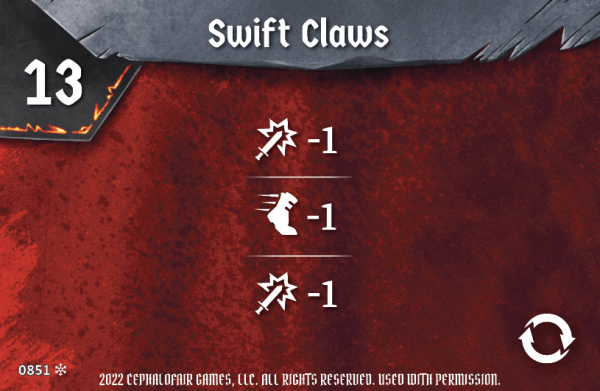 Swift Claws
13
-1
-1
-1
0851
2022 CEPHALOFAIR GAMES, LLC. ALL RIGHTS RESERVED. USED WITH PERMISSION.